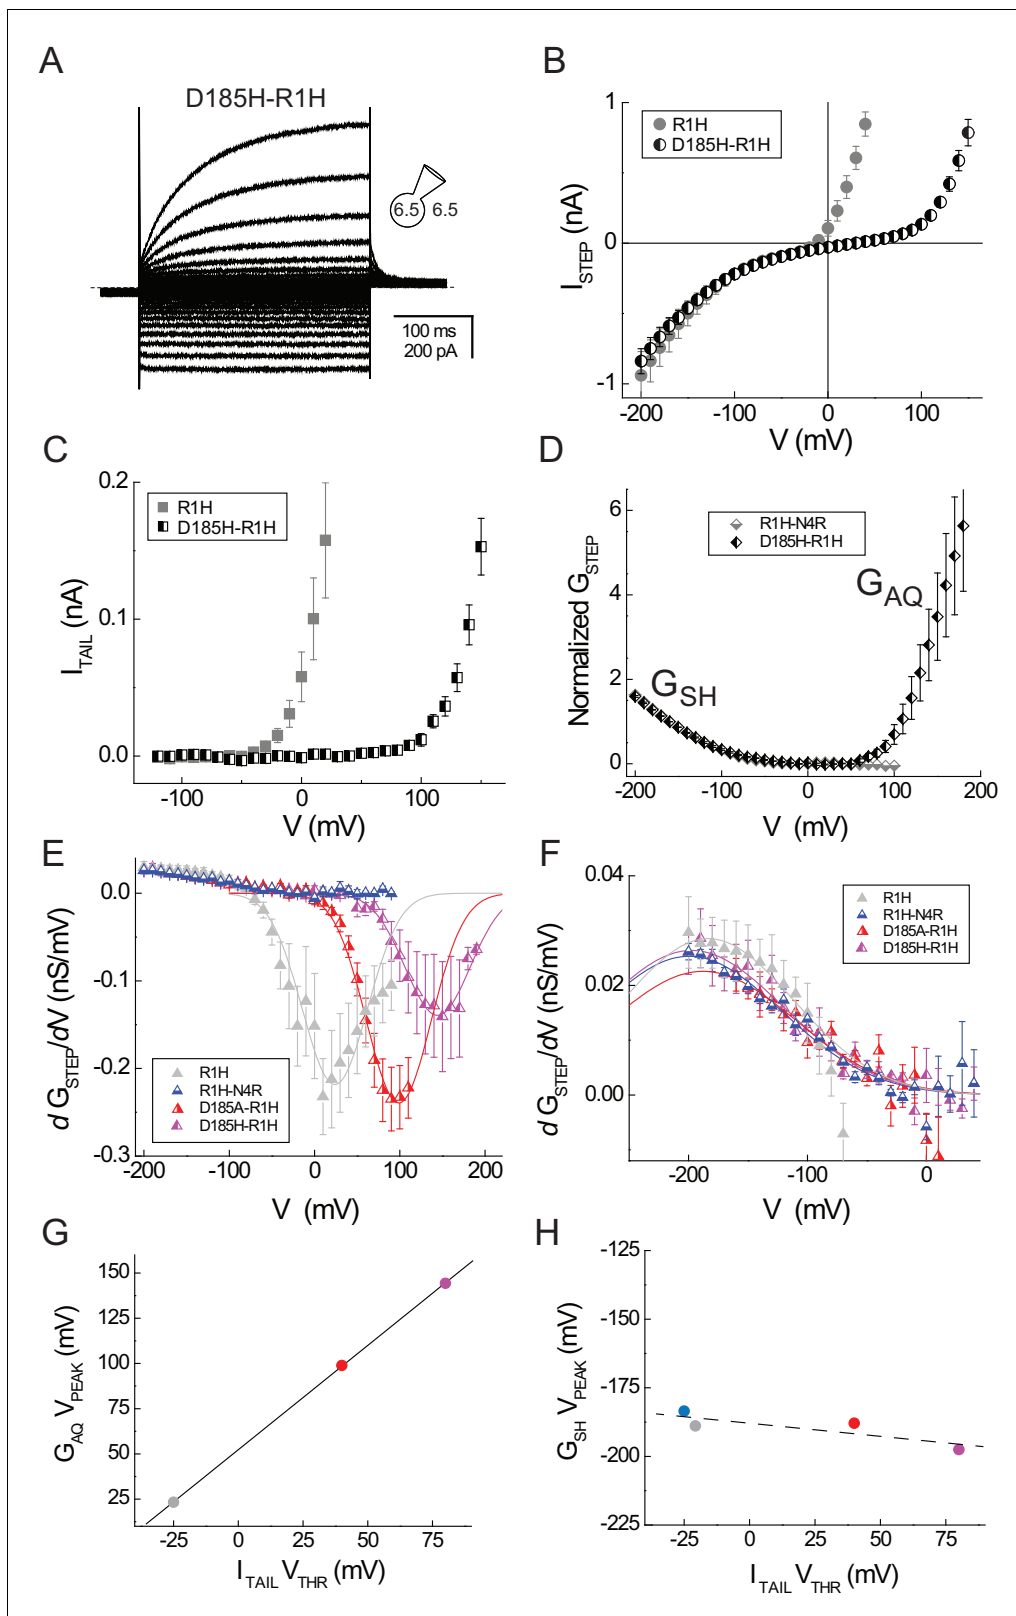 A
D185H-R1H
6.5 6.5
100 ms
200 pA
B
R1H
D185H-R1H
I_STEP (nA)
1
0
-1
-200 -100 0 100
V (mV)
C
R1H
D185H-R1H
I_TAIL (nA)
0.2
0.1
0.0
-100 0 100
V (mV)
D
R1H-N4R
D185H-R1H
G_AQ
G_SH
Normalized G_STEP
6
4
2
0
-200 -100 0 100 200
V (mV)
E
d G_STEP/dV (nS/mV)
0.0
-0.1
-0.2
-0.3
R1H
R1H-N4R
D185A-R1H
D185H-R1H
-200 -100 0 100 200
V (mV)
F
d G_STEP/dV (nS/mV)
0.04
0.02
0.00
R1H
R1H-N4R
D185A-R1H
D185H-R1H
-200 -100 0
V (mV)
G
G_AQ V_PEAK (mV)
150
125
100
75
50
25
-25 0 25 50 75
I_TAIL V_THR (mV)
H
G_SH V_PEAK (mV)
-125
-150
-175
-200
-225
-25 0 25 50 75
I_TAIL V_THR (mV)